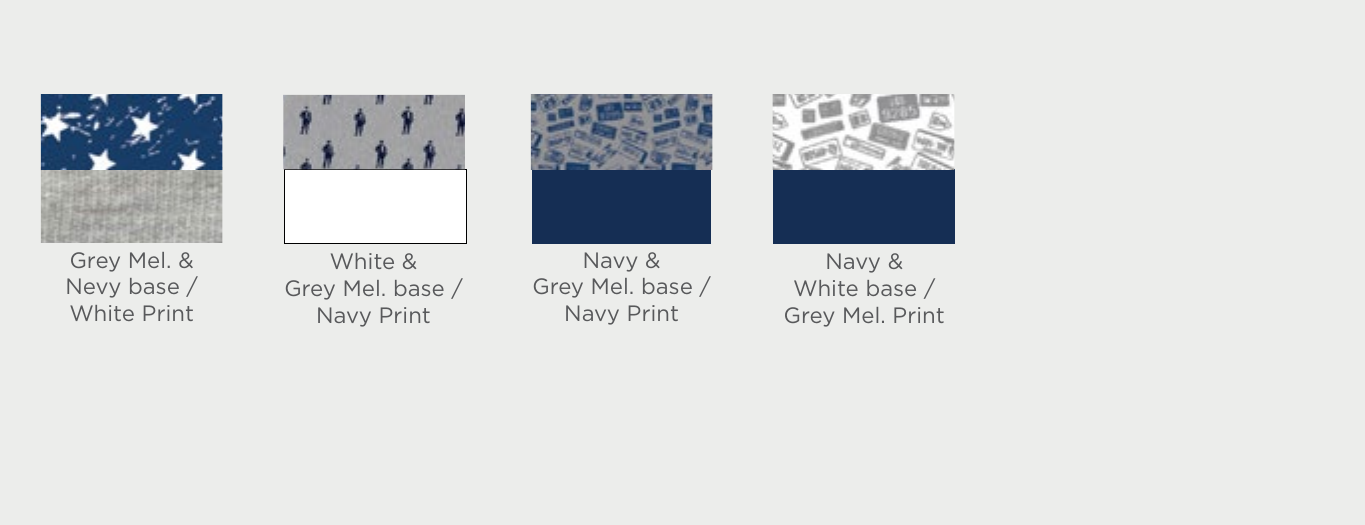 Grey Mel. &
Nevy base /
White Print
White &
Grey Mel. base /
Navy Print
Navy &
Grey Mel. base /
Navy Print
9285
Navy &
White base /
Grey Mel. Print